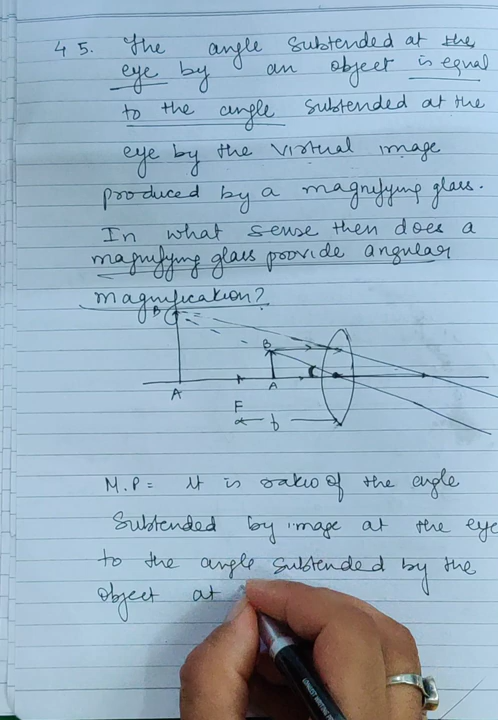 45. The angle subtended at the
eye by an object is equal
to the angle subtended at the
eye by the virtual image
produced by a magnifying glass.
In what sense then does a
magnifying glass provide angular
magnification?
B'
B
A'
A
F
f
M.P = It is ratio of the angle
Subtended by image at the eye
to the angle subtended by the
object at